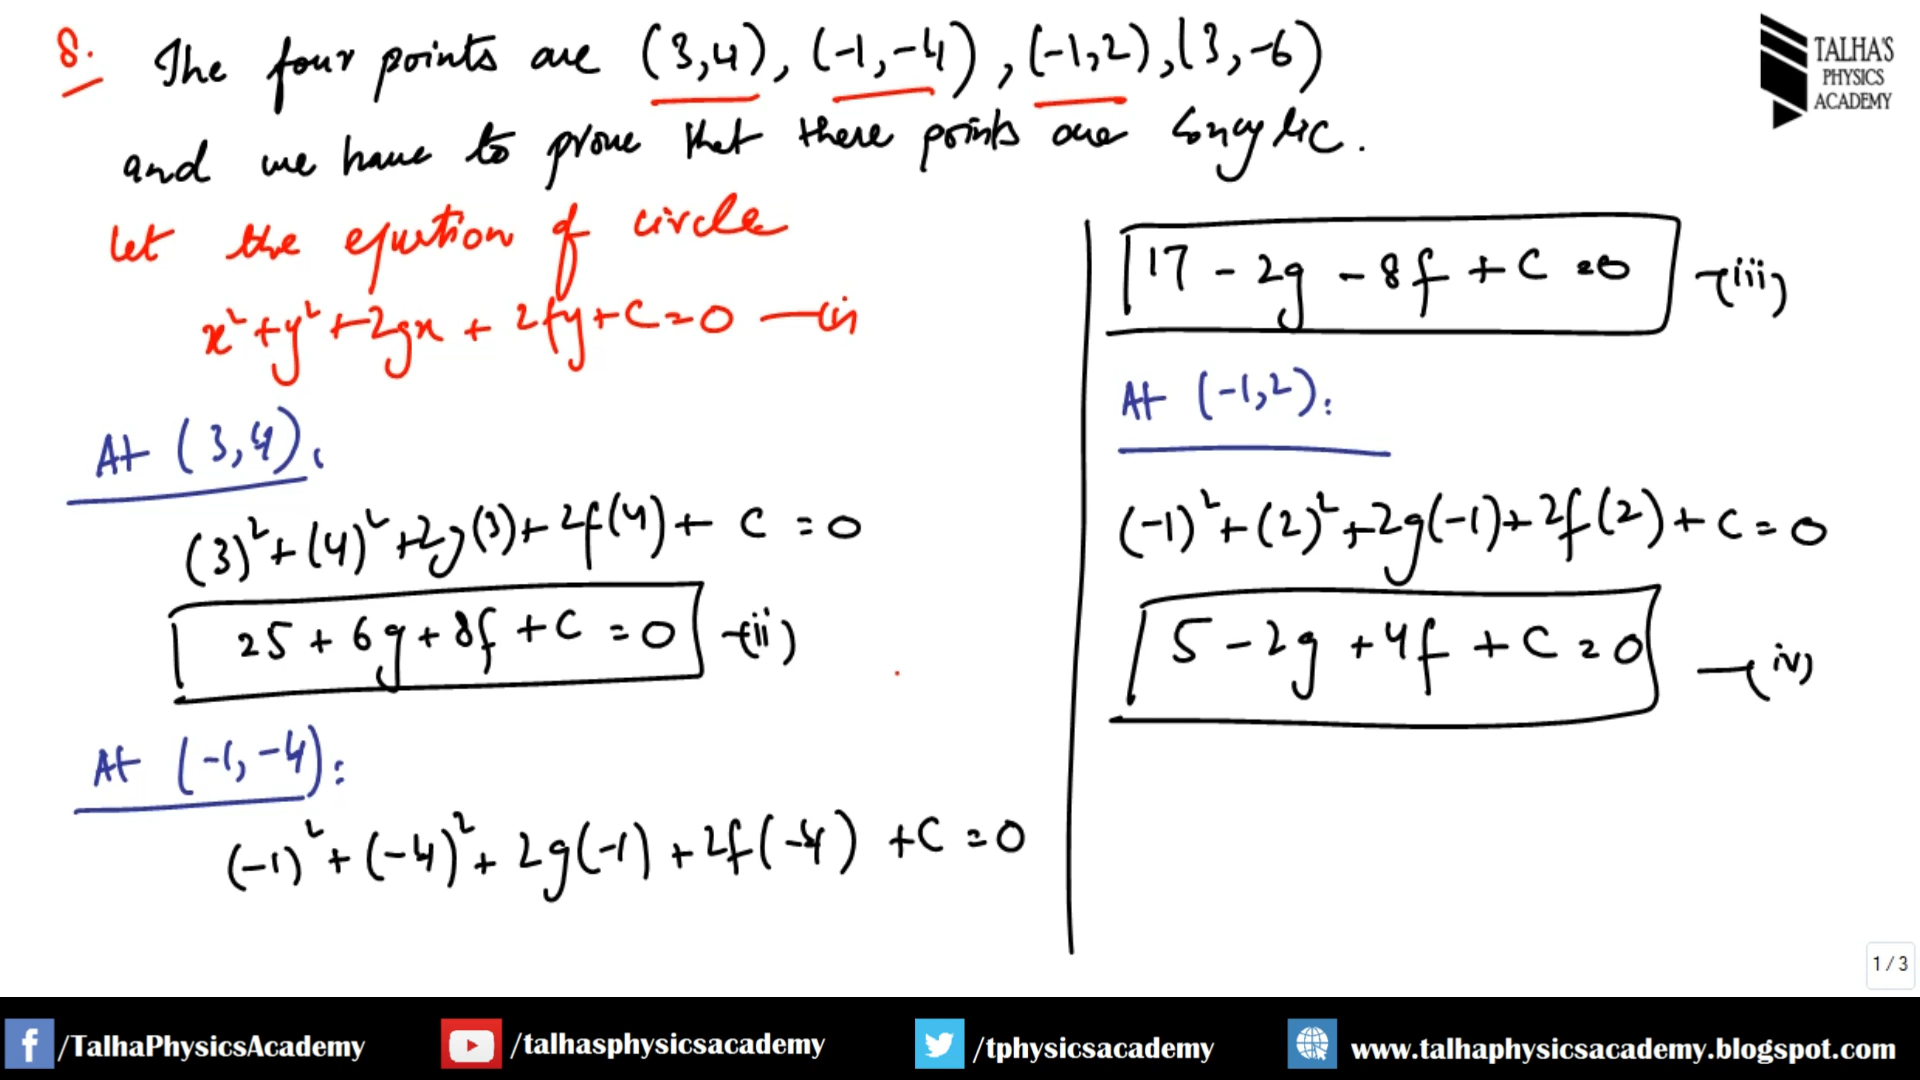 8. The four points are (3,4), (-1,-4), (-1,2), (3,-6)
and we have to prove that these points are concyclic.
let the equation of circle
x²+y²+2gx + 2fy+C=0 —(i)
At (3,4):
(3)²+(4)²+2g(3)+2f(4)+ C =0
25 + 6g+8f +C =0 —(ii)
At (-1,-4):
(-1)²+(-4)²+ 2g(-1)+2f(-4) +C =0
17 - 2g - 8f + C =0 —(iii)
At (-1,2):
(-1)²+(2)²+2g(-1)+2f(2)+C=0
5-2g +4f +C=0 —(iv)
TALHA'S
PHYSICS
ACADEMY
1 / 3
/TalhaPhysicsAcademy /talhasphysicsacademy /tphysicsacademy www.talhaphysicsacademy.blogspot.com